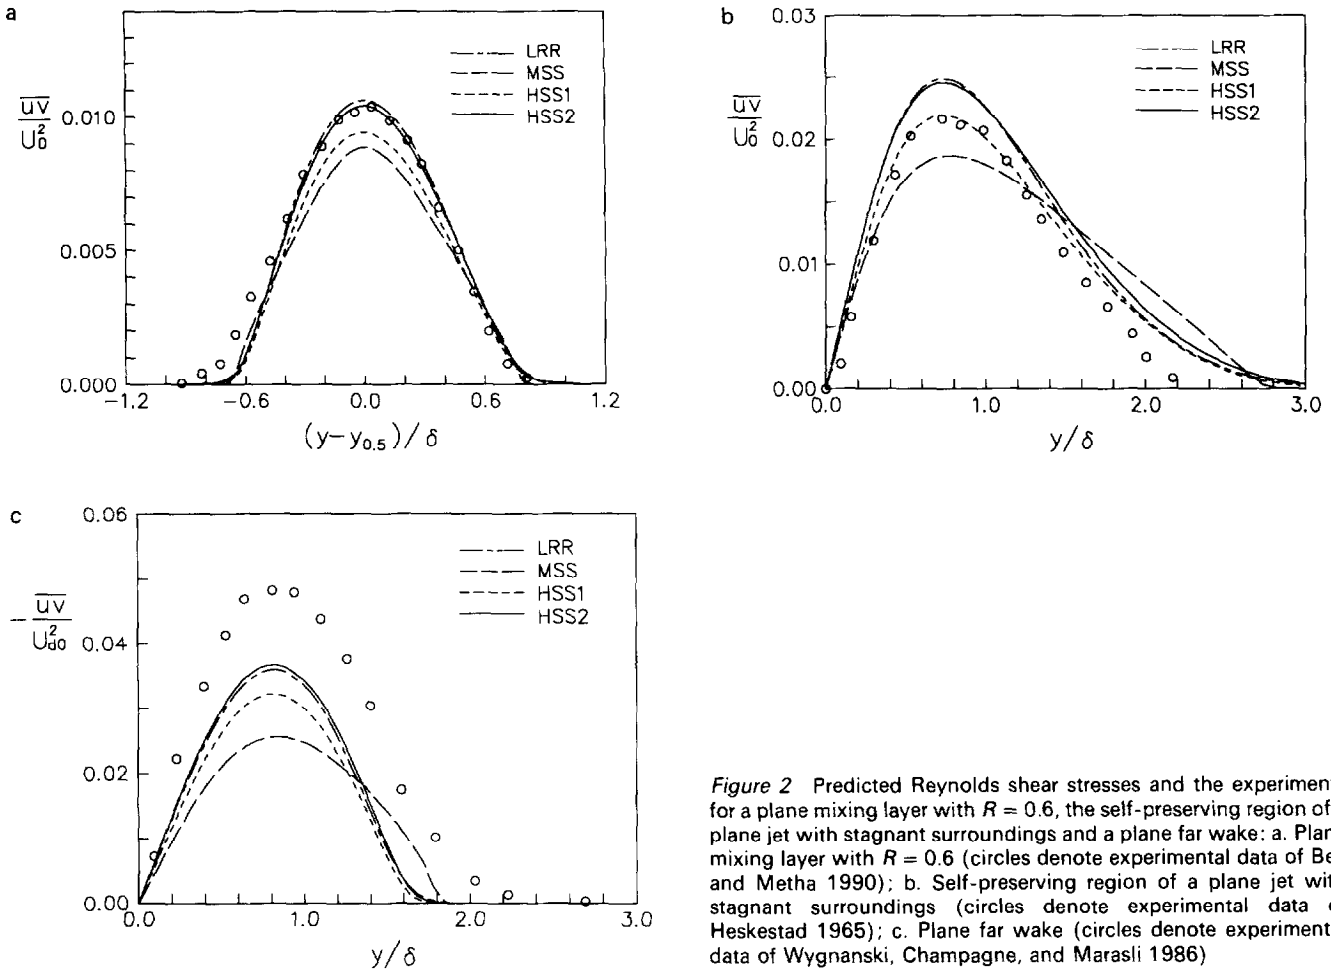 a
LRR
MSS
HSS1
HSS2
uv
U₀²
0.010
0.005
0.000
−1.2 −0.6 0.0 0.6 1.2
(y−y₀.₅)/δ
b
0.03
LRR
MSS
HSS1
HSS2
uv
U₀²
0.02
0.01
0.00
0.0 1.0 2.0 3.0
y/δ
c
0.06
LRR
MSS
HSS1
HSS2
− uv
U_d0²
0.04
0.02
0.00
0.0 1.0 2.0 3.0
y/δ
Figure 2 Predicted Reynolds shear stresses and the experiment
for a plane mixing layer with R = 0.6, the self-preserving region of
plane jet with stagnant surroundings and a plane far wake: a. Plan
mixing layer with R = 0.6 (circles denote experimental data of Be
and Metha 1990); b. Self-preserving region of a plane jet wit
stagnant surroundings (circles denote experimental data
Heskestad 1965); c. Plane far wake (circles denote experiment
data of Wygnanski, Champagne, and Marasli 1986)